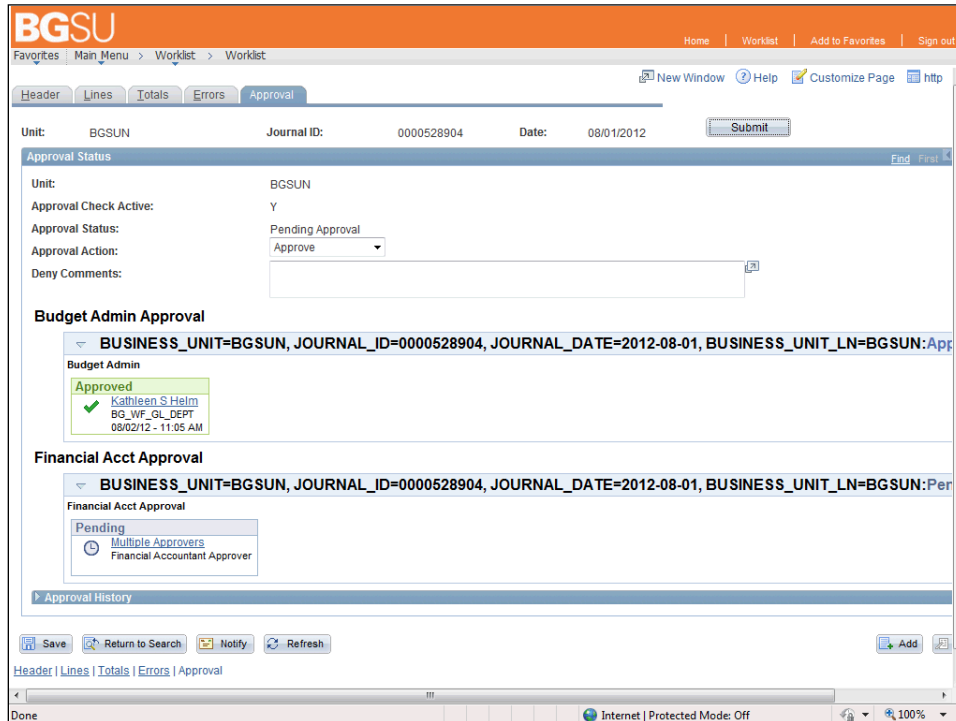 BGSU
Home | Worklist | Add to Favorites | Sign out
Favorites Main Menu > Worklist > Worklist
New Window Help Customize Page http
Header Lines Totals Errors Approval
Unit: BGSUN Journal ID: 0000528904 Date: 08/01/2012 Submit
Approval Status Find First
Unit: BGSUN
Approval Check Active: Y
Approval Status: Pending Approval
Approval Action: Approve
Deny Comments:
Budget Admin Approval
BUSINESS_UNIT=BGSUN, JOURNAL_ID=0000528904, JOURNAL_DATE=2012-08-01, BUSINESS_UNIT_LN=BGSUN:App
Budget Admin
Approved
Kathleen S Helm
BG_WF_GL_DEPT
08/02/12 - 11:05 AM
Financial Acct Approval
BUSINESS_UNIT=BGSUN, JOURNAL_ID=0000528904, JOURNAL_DATE=2012-08-01, BUSINESS_UNIT_LN=BGSUN:Pen
Financial Acct Approval
Pending
Multiple Approvers
Financial Accountant Approver
Approval History
Save Return to Search Notify Refresh Add
Header | Lines | Totals | Errors | Approval
Done Internet | Protected Mode: Off 100%